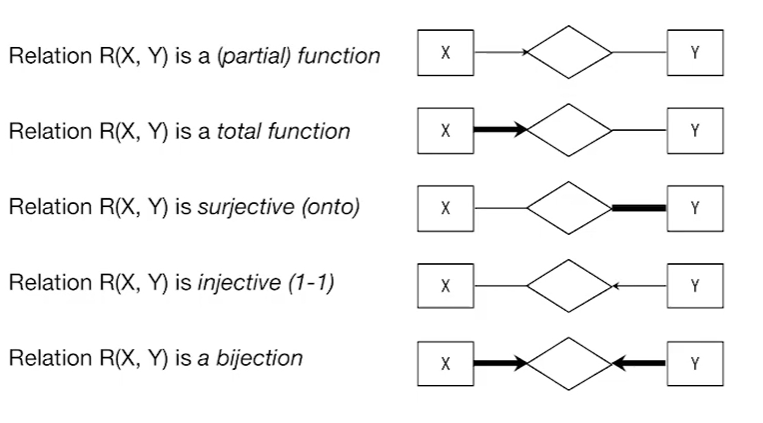 Relation R(X, Y) is a (partial) function X Y
Relation R(X, Y) is a total function X Y
Relation R(X, Y) is surjective (onto) X Y
Relation R(X, Y) is injective (1-1) X Y
Relation R(X, Y) is a bijection X Y